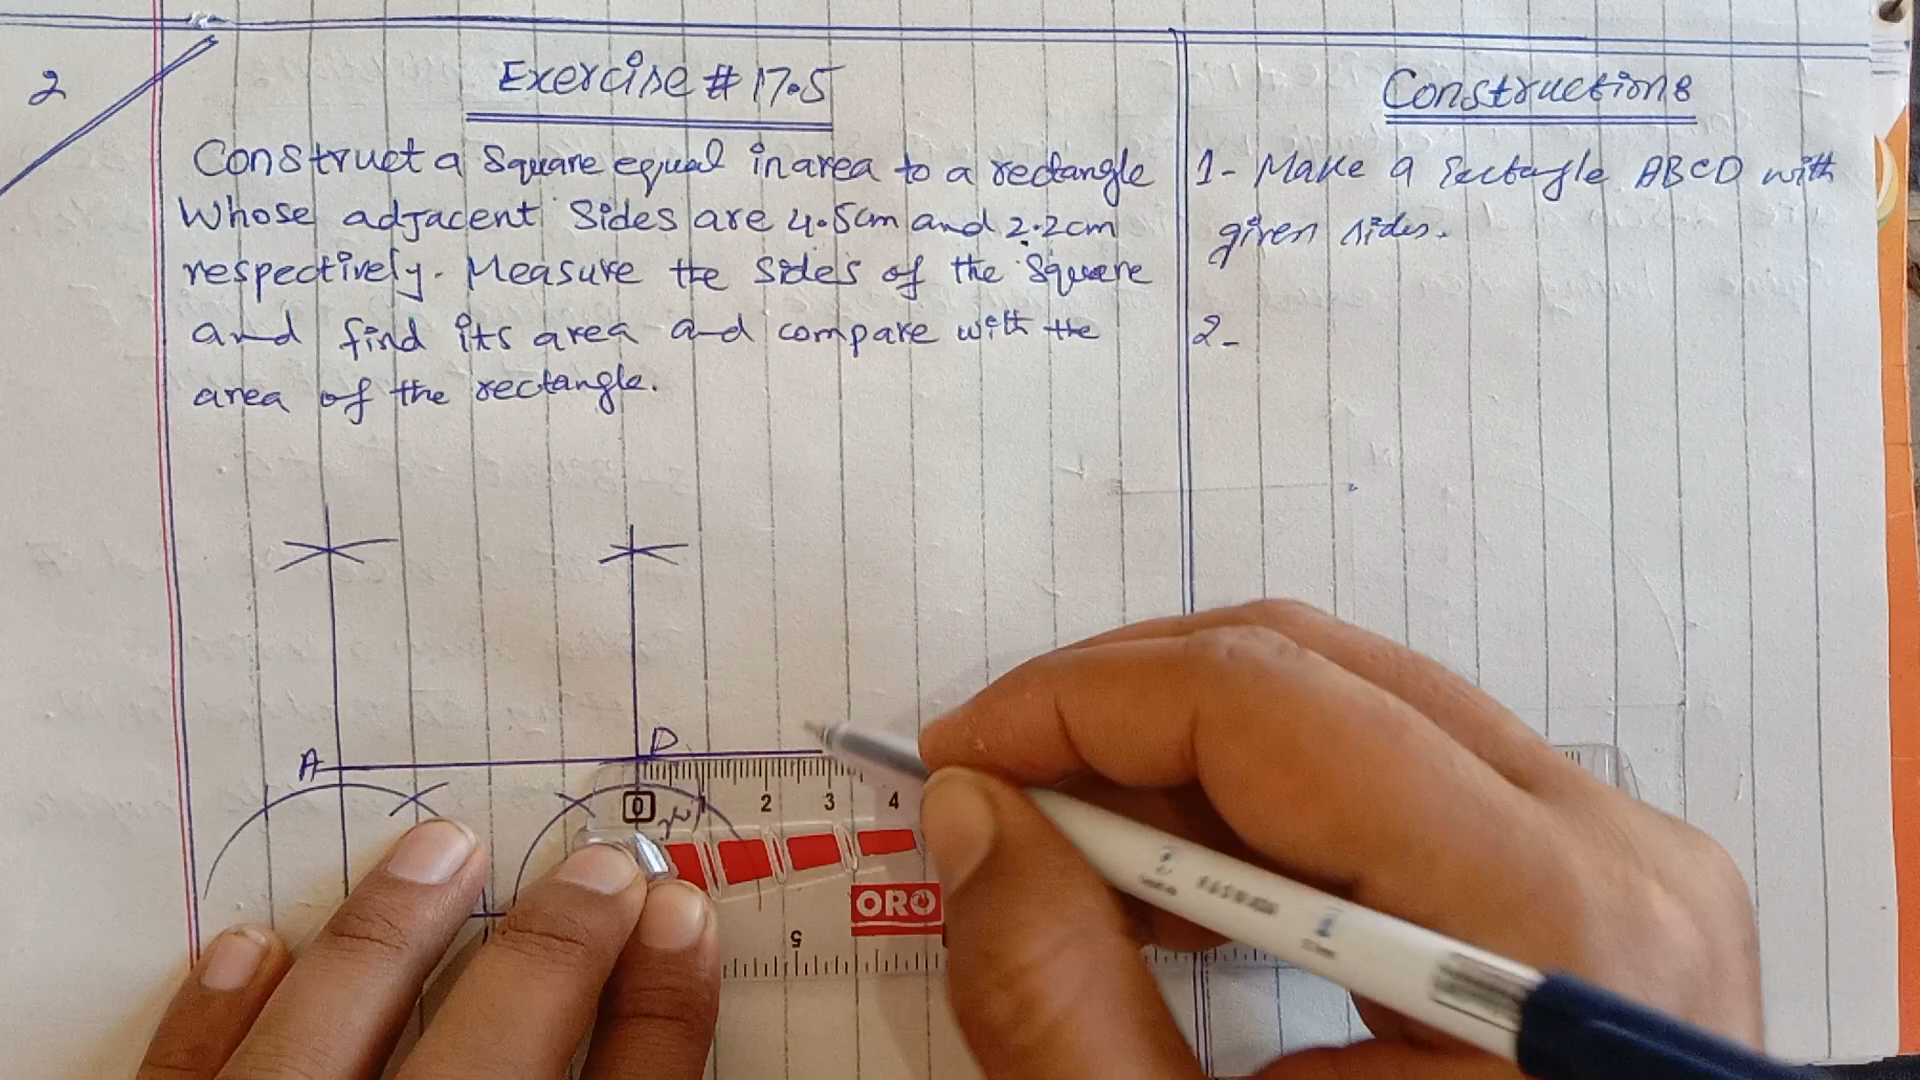 2
Exercise # 17.5
Construct a Square equal in area to a rectangle
Whose adjacent Sides are 4.5cm and 2.2cm
respectively. Measure the Sides of the Square
and find its area and compare with the
area of the rectangle.
Constructions
1- Make a rectangle ABCD with
given sides.
2-
A
D
0 2 3 4
ORO
5